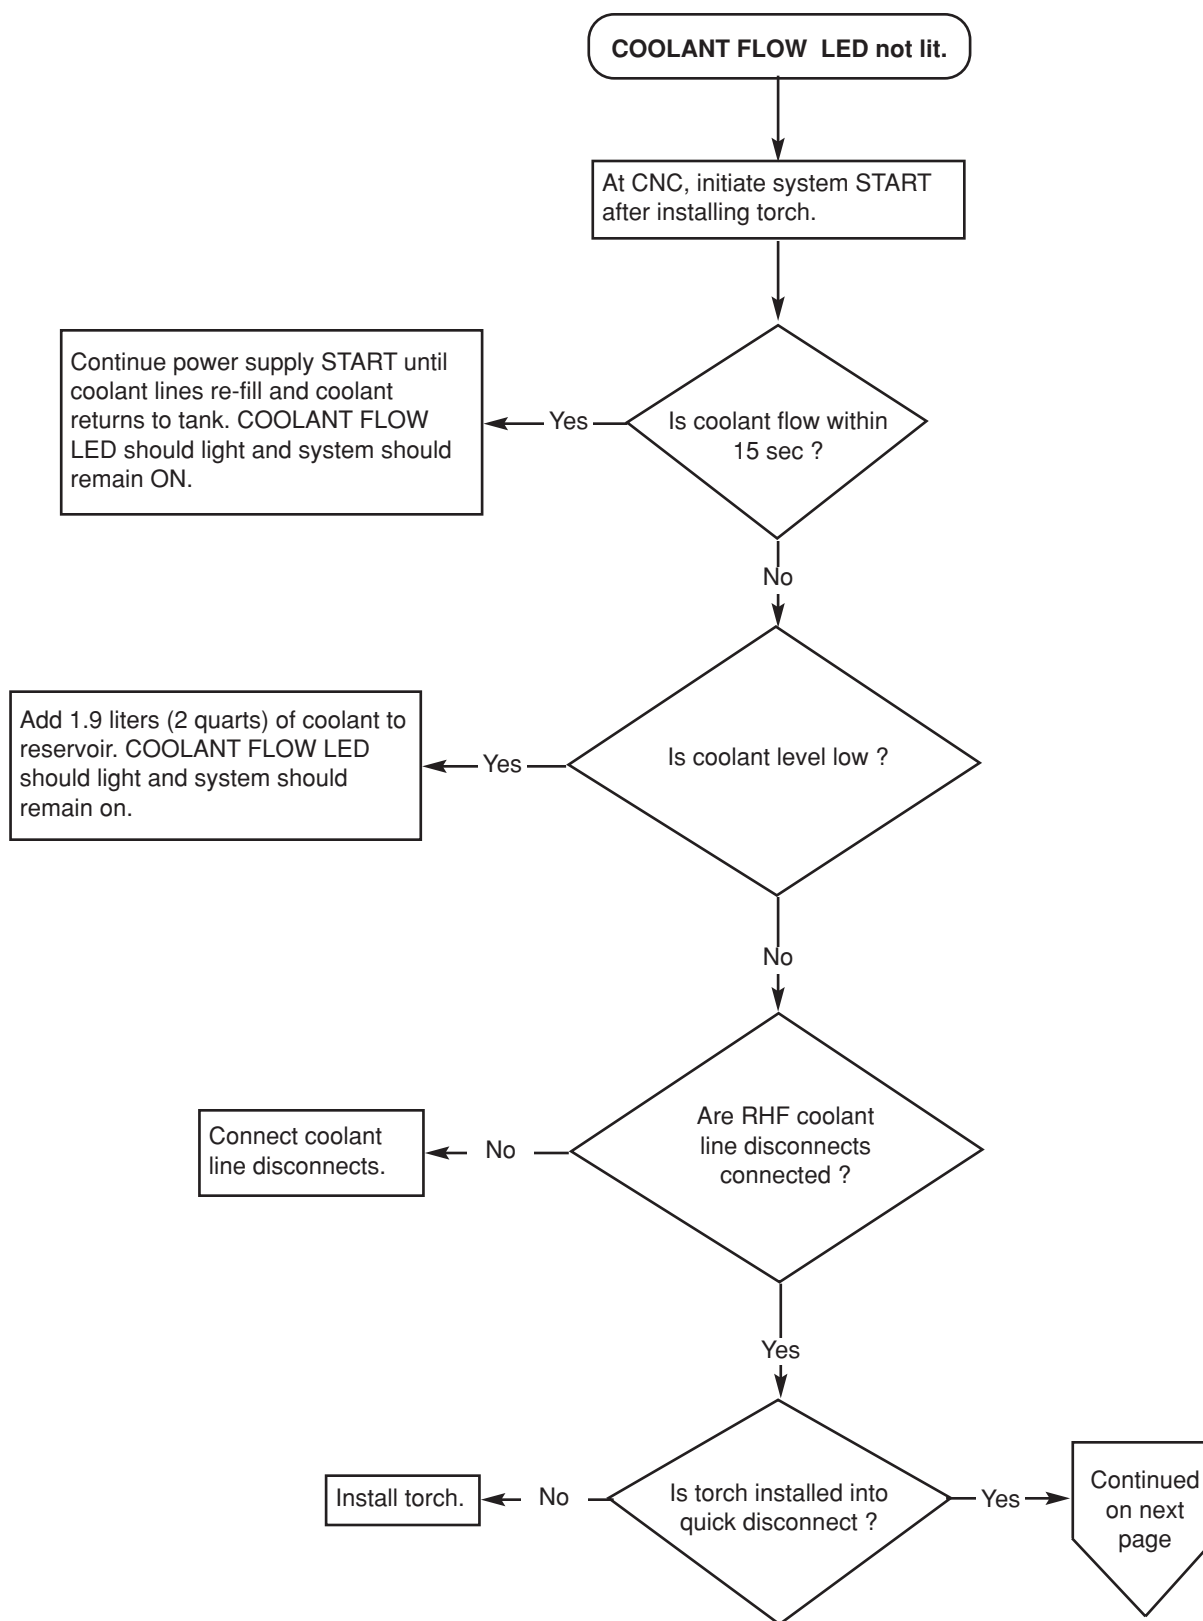 COOLANT FLOW LED not lit.
At CNC, initiate system START
after installing torch.
Continue power supply START until
coolant lines re-fill and coolant
returns to tank. COOLANT FLOW
LED should light and system should
remain ON.
Yes
Is coolant flow within
15 sec ?
No
Add 1.9 liters (2 quarts) of coolant to
reservoir. COOLANT FLOW LED
should light and system should
remain on.
Yes
Is coolant level low ?
No
Connect coolant
line disconnects.
No
Are RHF coolant
line disconnects
connected ?
Yes
Install torch.
No
Is torch installed into
quick disconnect ?
Yes
Continued
on next
page